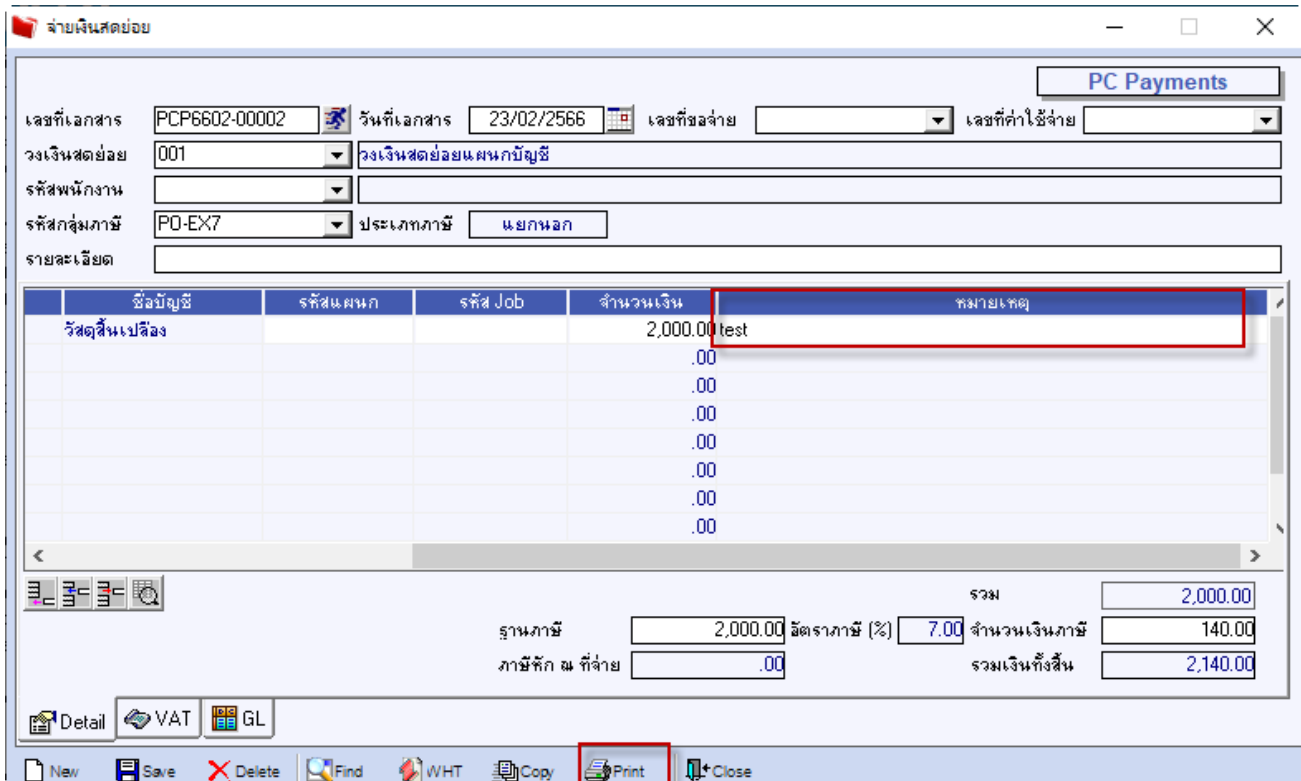 จ่ายเงินสดย่อย
PC Payments
เลขที่เอกสาร PCP6602-00002 วันที่เอกสาร 23/02/2566 เลขที่ขอจ่าย เลขที่ค่าใช้จ่าย
วงเงินสดย่อย 001 วงเงินสดย่อยแผนกบัญชี
รหัสพนักงาน
รหัสกลุ่มภาษี PO-EX7 ประเภทภาษี แยกนอก
รายละเอียด
ชื่อบัญชี รหัสแผนก รหัส Job จำนวนเงิน หมายเหตุ
วัสดุสิ้นเปลือง 2,000.00 test
.00
.00
.00
.00
.00
.00
.00
รวม 2,000.00
ฐานภาษี 2,000.00 อัตราภาษี (%) 7.00 จำนวนเงินภาษี 140.00
ภาษีหัก ณ ที่จ่าย .00 รวมเงินทั้งสิ้น 2,140.00
Detail VAT GL
New Save Delete Find WHT Copy Print Close